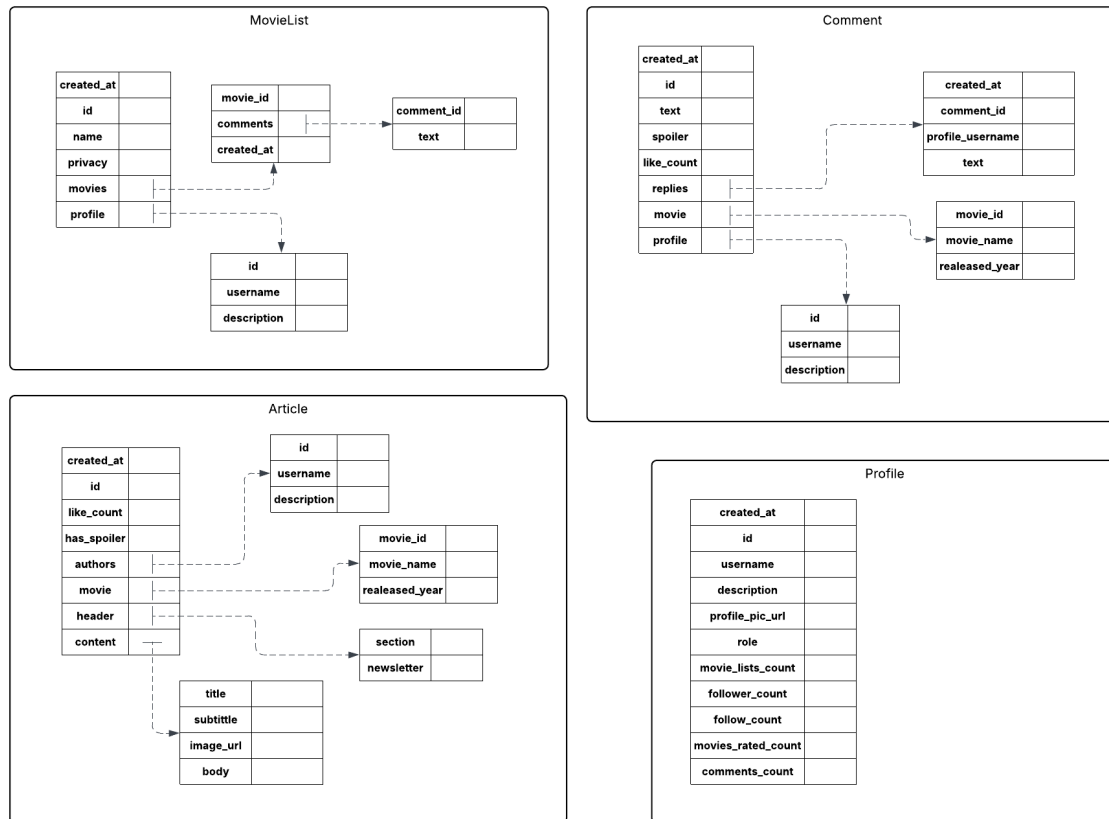 MovieList
created_at
id
name
privacy
movies
profile
movie_id
comments
created_at
comment_id
text
id
username
description
Comment
created_at
id
text
spoiler
like_count
replies
movie
profile
created_at
comment_id
profile_username
text
movie_id
movie_name
realeased_year
id
username
description
Article
created_at
id
like_count
has_spoiler
authors
movie
header
content
id
username
description
movie_id
movie_name
realeased_year
section
newsletter
title
subtittle
image_url
body
Profile
created_at
id
username
description
profile_pic_url
role
movie_lists_count
follower_count
follow_count
movies_rated_count
comments_count